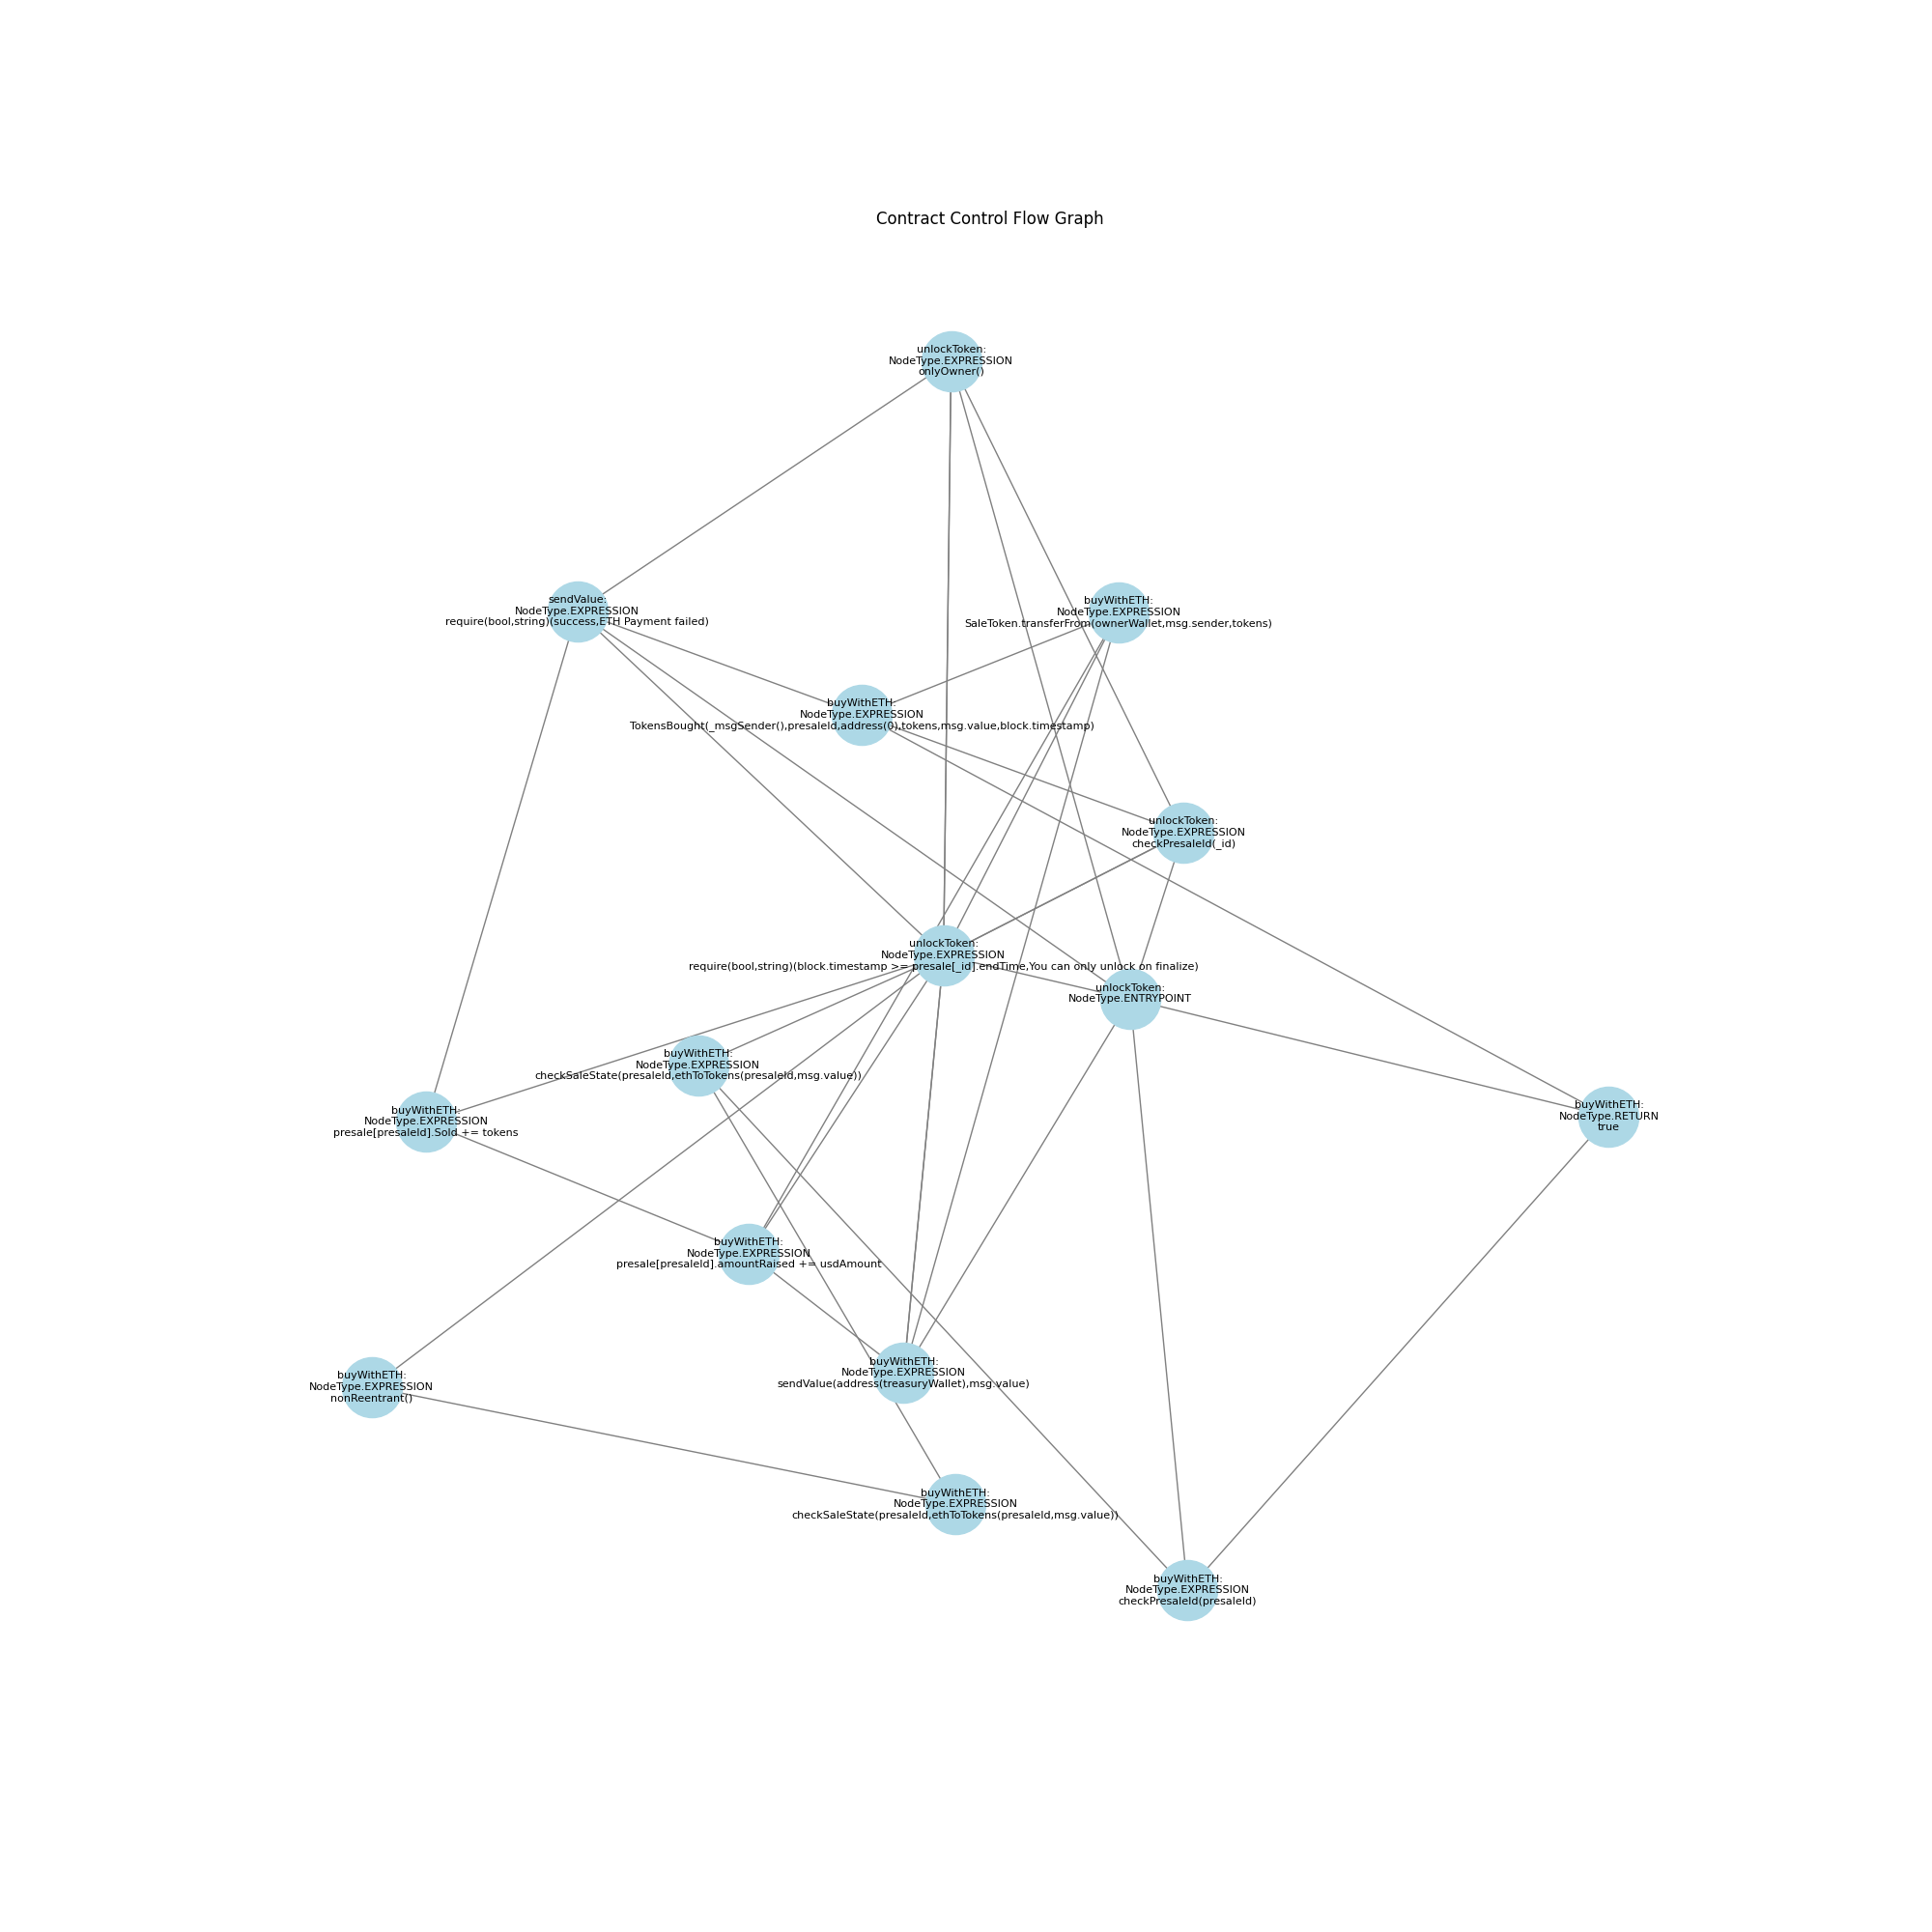 Contract Control Flow Graph
unlockToken:
NodeType.EXPRESSION
onlyOwner()
sendValue:
NodeType.EXPRESSION
require(bool,string)(success,ETH Payment failed)
buyWithETH:
NodeType.EXPRESSION
SaleToken.transferFrom(ownerWallet,msg.sender,tokens)
buyWithETH:
NodeType.EXPRESSION
TokensBought(_msgSender(),presaleId,address(0),tokens,msg.value,block.timestamp)
unlockToken:
NodeType.EXPRESSION
checkPresaleId(_id)
unlockToken:
NodeType.EXPRESSION
require(bool,string)(block.timestamp >= presale[_id].endTime,You can only unlock on finalize)
unlockToken:
NodeType.ENTRYPOINT
buyWithETH:
NodeType.EXPRESSION
checkSaleState(presaleId,ethToTokens(presaleId,msg.value))
buyWithETH:
NodeType.EXPRESSION
presale[presaleId].Sold += tokens
buyWithETH:
NodeType.RETURN
true
buyWithETH:
NodeType.EXPRESSION
presale[presaleId].amountRaised += usdAmount
buyWithETH:
NodeType.EXPRESSION
sendValue(address(treasuryWallet),msg.value)
buyWithETH:
NodeType.EXPRESSION
nonReentrant()
buyWithETH:
NodeType.EXPRESSION
checkSaleState(presaleId,ethToTokens(presaleId,msg.value))
buyWithETH:
NodeType.EXPRESSION
checkPresaleId(presaleId)